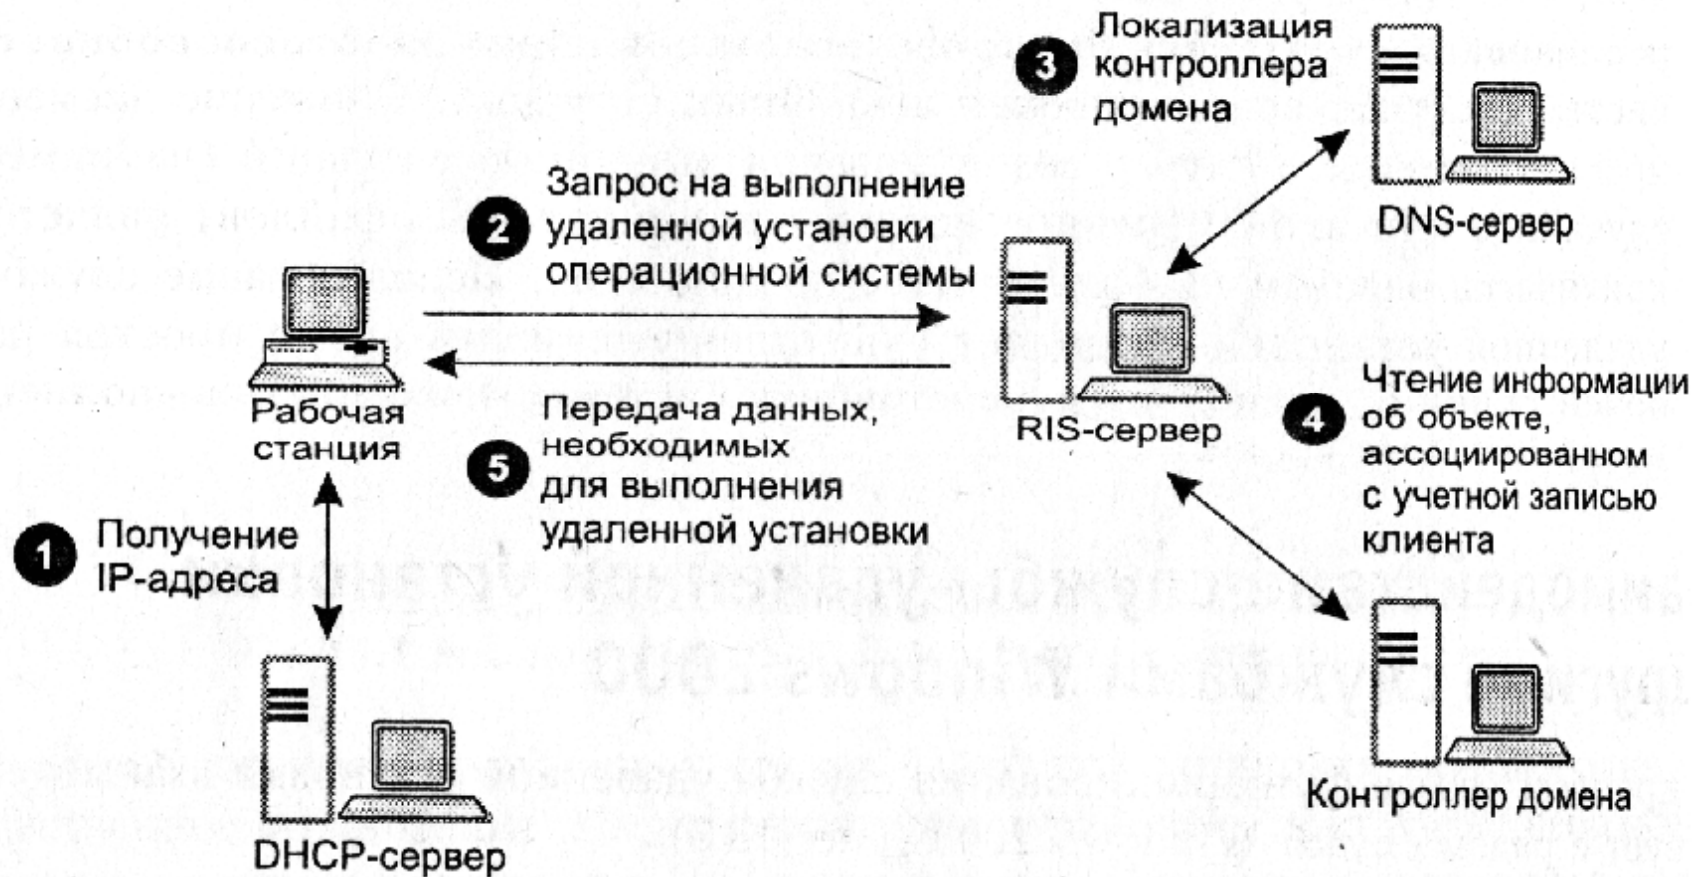 1
Получение
IP-адреса
Рабочая
станция
DHCP-сервер
2
Запрос на выполнение
удаленной установки
операционной системы
3
Локализация
контроллера
домена
DNS-сервер
RIS-сервер
4
Чтение информации
об объекте,
ассоциированном
с учетной записью
клиента
Контроллер домена
5
Передача данных,
необходимых
для выполнения
удаленной установки